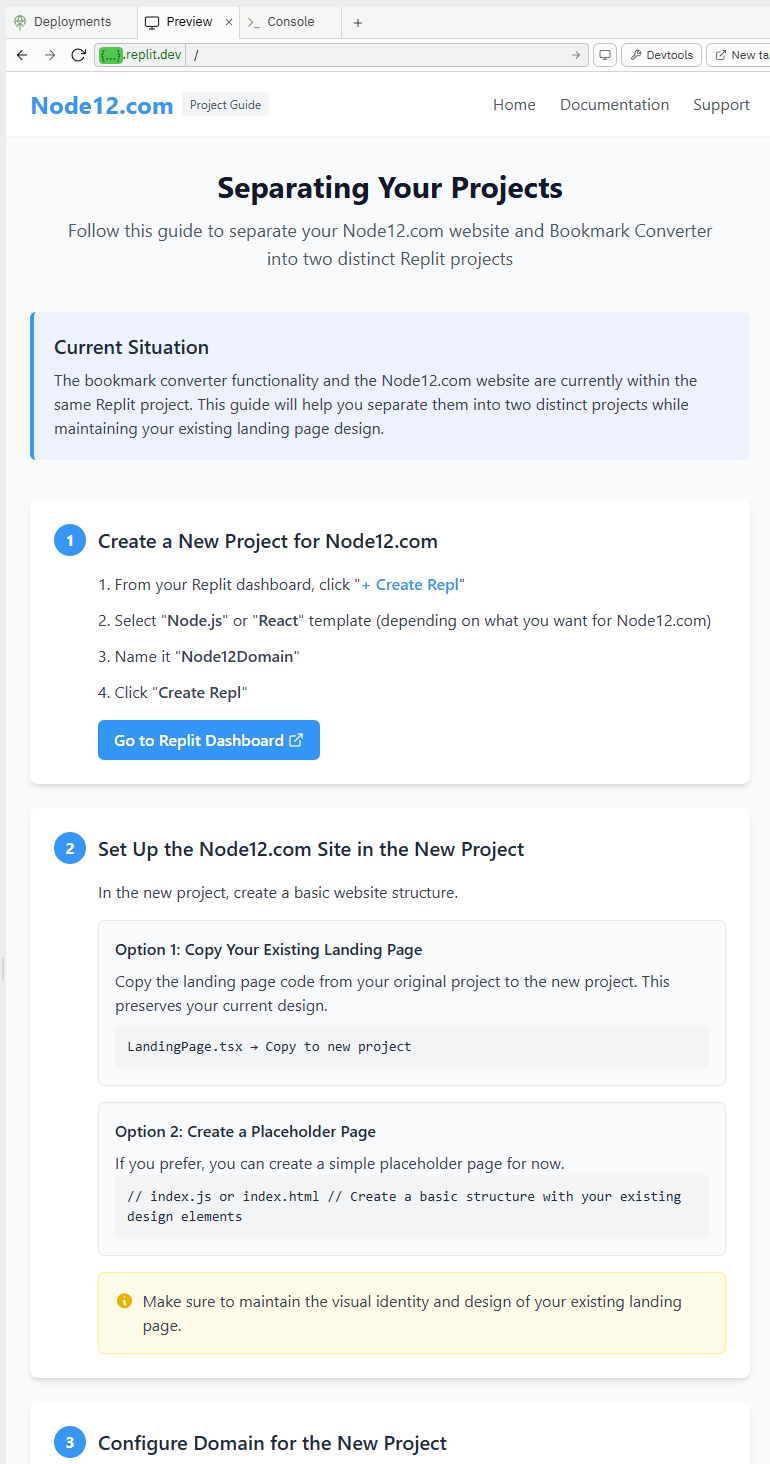 Deployments
Preview
Console
{...}.replit.dev
/
Devtools
New ta
Node12.com
Project Guide
Home
Documentation
Support
Separating Your Projects
Follow this guide to separate your Node12.com website and Bookmark Converter
into two distinct Replit projects
Current Situation
The bookmark converter functionality and the Node12.com website are currently within the
same Replit project. This guide will help you separate them into two distinct projects while
maintaining your existing landing page design.
1
Create a New Project for Node12.com
1. From your Replit dashboard, click "+ Create Repl"
2. Select "Node.js" or "React" template (depending on what you want for Node12.com)
3. Name it "Node12Domain"
4. Click "Create Repl"
Go to Replit Dashboard
2
Set Up the Node12.com Site in the New Project
In the new project, create a basic website structure.
Option 1: Copy Your Existing Landing Page
Copy the landing page code from your original project to the new project. This
preserves your current design.
LandingPage.tsx → Copy to new project
Option 2: Create a Placeholder Page
If you prefer, you can create a simple placeholder page for now.
// index.js or index.html // Create a basic structure with your existing
design elements
Make sure to maintain the visual identity and design of your existing landing
page.
3
Configure Domain for the New Project